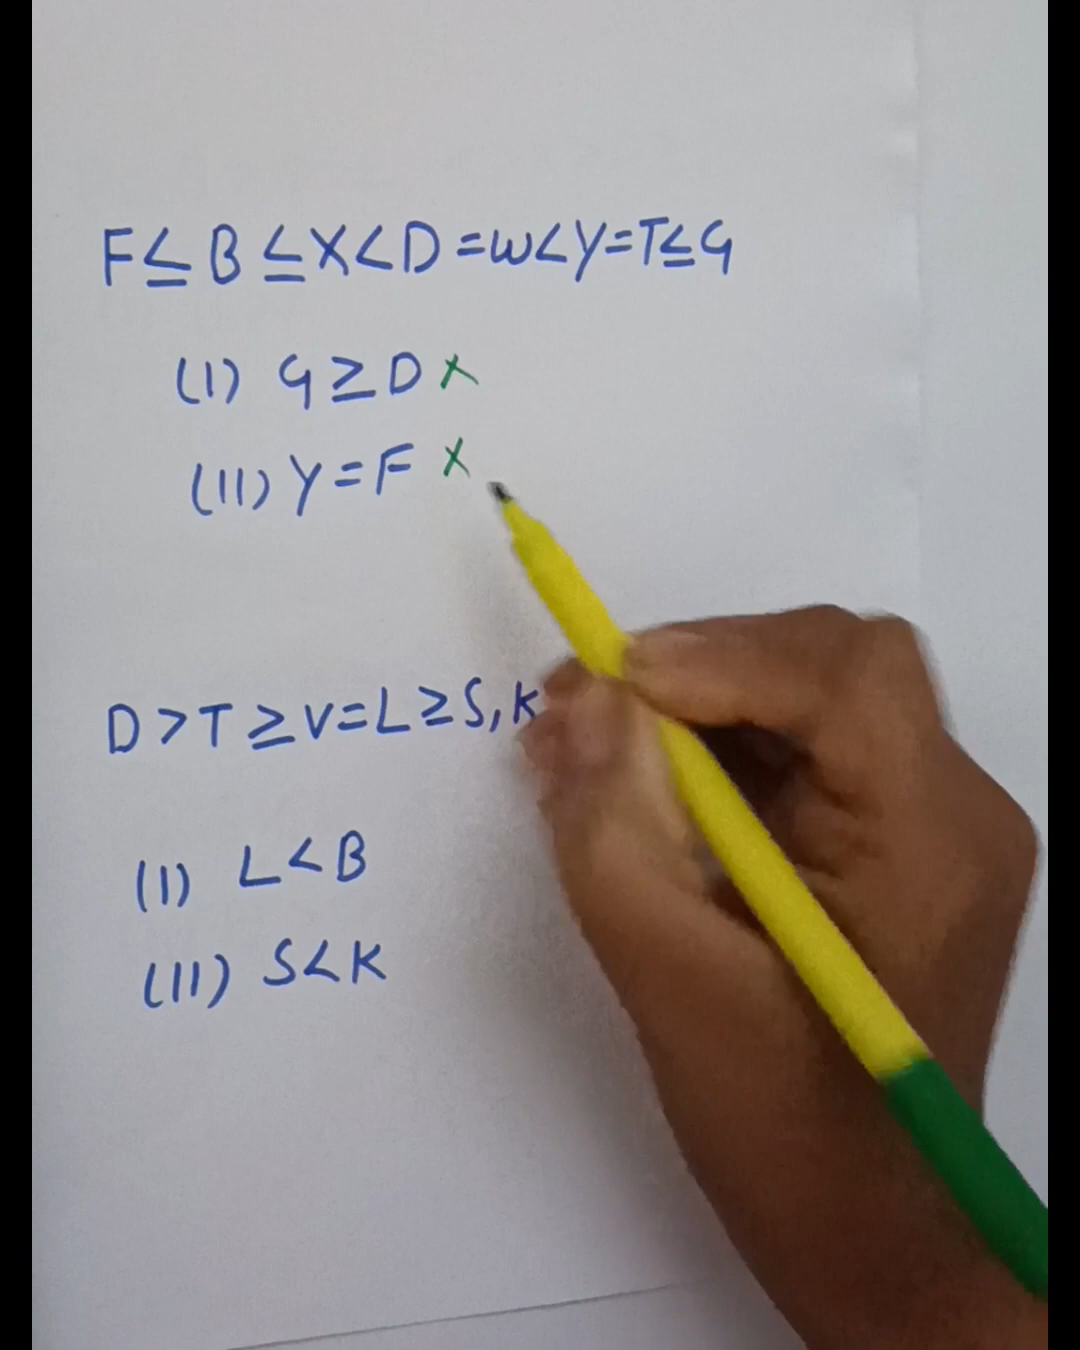 F≤B≤X<D=W<Y=T≤G
(I) G≥D ×
(II) Y=F ×
D>T≥V=L≥S,K
(I) L<B
(II) S<K